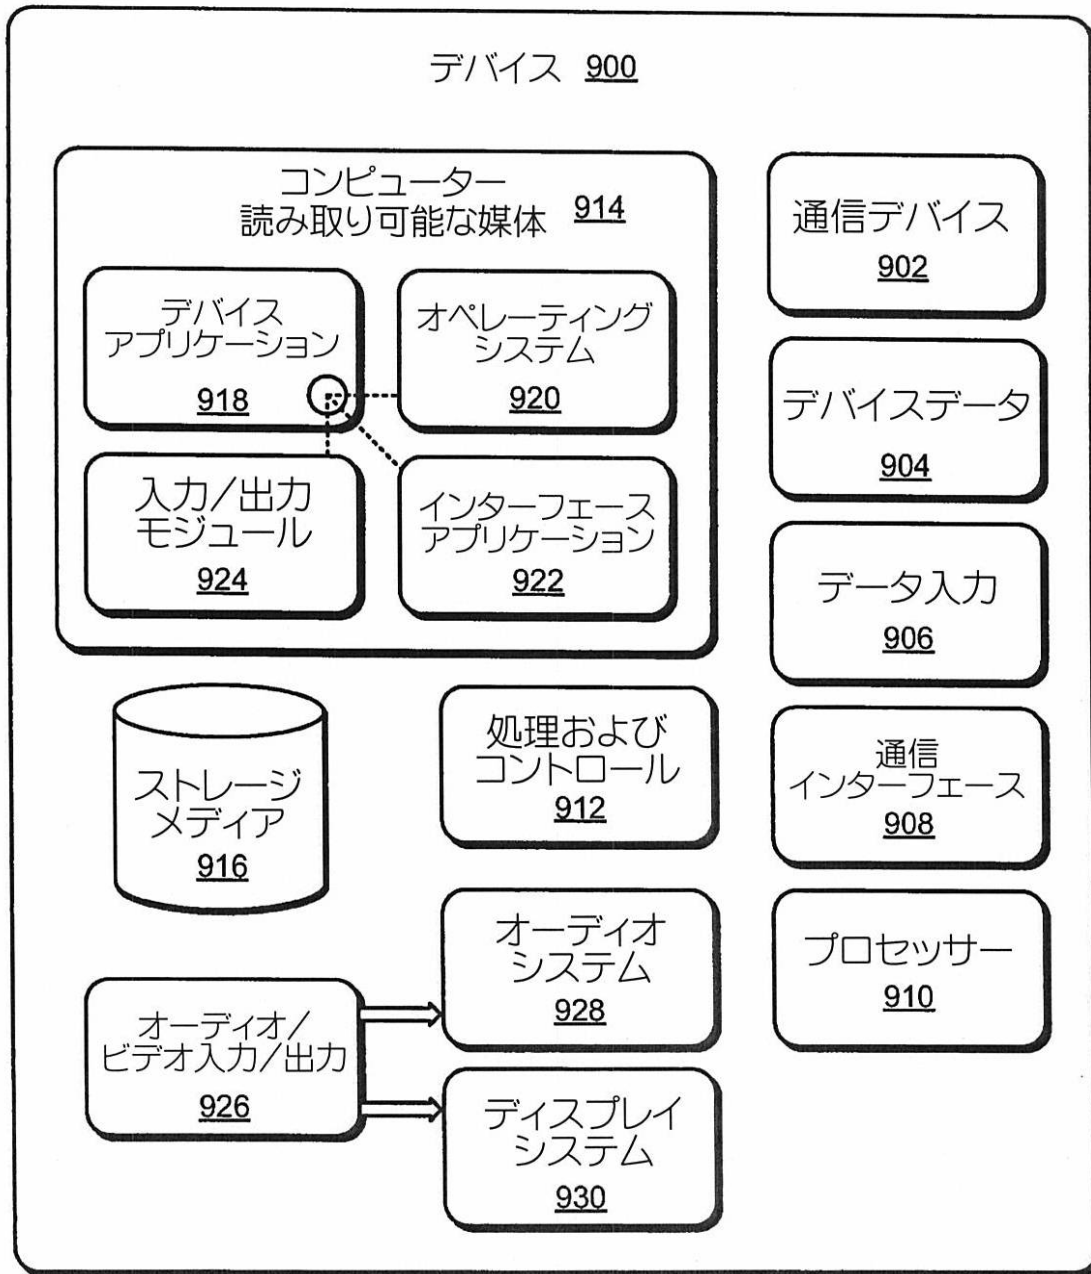 デバイス 900
コンピューター
読み取り可能な媒体 914
デバイス
アプリケーション
918
オペレーティング
システム
920
入力/出力
モジュール
924
インターフェース
アプリケーション
922
ストレージ
メディア
916
処理および
コントロール
912
オーディオ/
ビデオ入力/出力
926
オーディオ
システム
928
ディスプレイ
システム
930
通信デバイス
902
デバイスデータ
904
データ入力
906
通信
インターフェース
908
プロセッサー
910